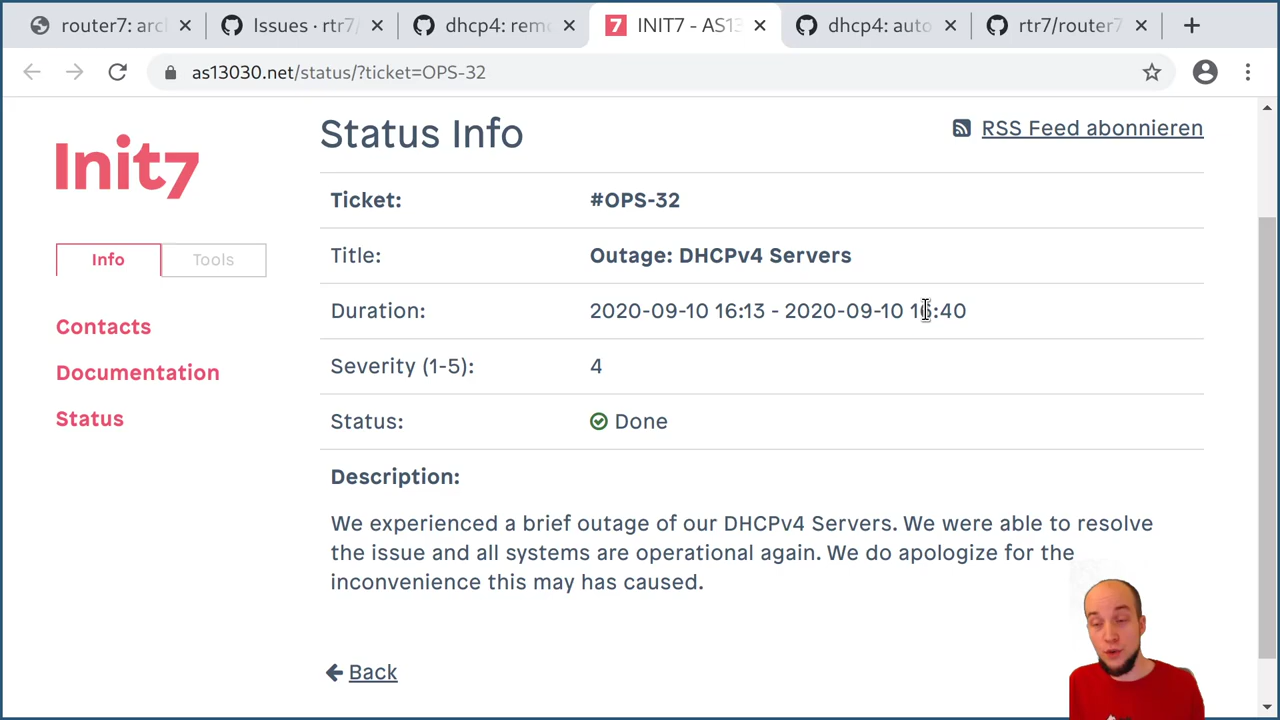 router7: arc
Issues · rtr7/
dhcp4: rem
INIT7 - AS13
dhcp4: auto
rtr7/router7
as13030.net/status/?ticket=OPS-32
Init7
Info
Tools
Contacts
Documentation
Status
Status Info
RSS Feed abonnieren
Ticket:
#OPS-32
Title:
Outage: DHCPv4 Servers
Duration:
2020-09-10 16:13 - 2020-09-10 16:40
Severity (1-5):
4
Status:
Done
Description:
We experienced a brief outage of our DHCPv4 Servers. We were able to resolve
the issue and all systems are operational again. We do apologize for the
inconvenience this may has caused.
Back